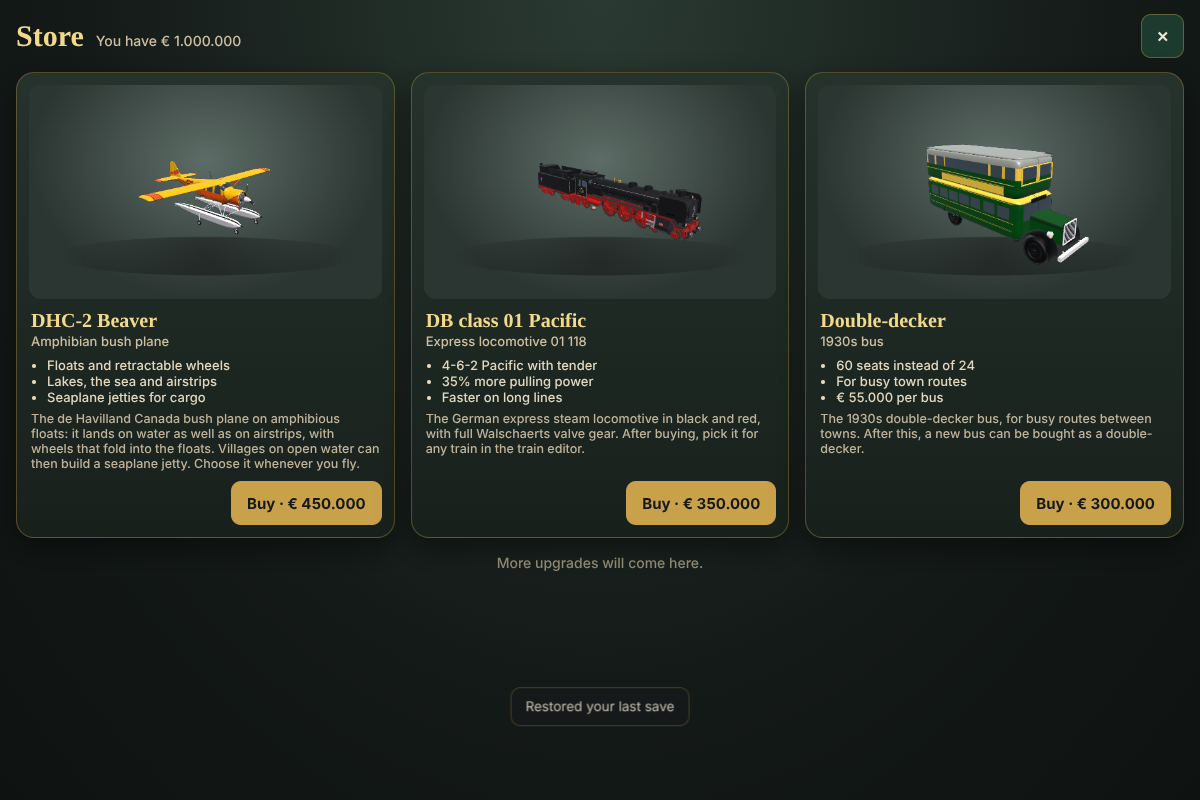 Store
You have € 1.000.000
×
DHC-2 Beaver
Amphibian bush plane
• Floats and retractable wheels
• Lakes, the sea and airstrips
• Seaplane jetties for cargo
The de Havilland Canada bush plane on amphibious
floats: it lands on water as well as on airstrips, with
wheels that fold into the floats. Villages on open water can
then build a seaplane jetty. Choose it whenever you fly.
Buy · € 450.000
DB class 01 Pacific
Express locomotive 01 118
• 4-6-2 Pacific with tender
• 35% more pulling power
• Faster on long lines
The German express steam locomotive in black and red,
with full Walschaerts valve gear. After buying, pick it for
any train in the train editor.
Buy · € 350.000
Double-decker
1930s bus
• 60 seats instead of 24
• For busy town routes
• € 55.000 per bus
The 1930s double-decker bus, for busy routes between
towns. After this, a new bus can be bought as a double-
decker.
Buy · € 300.000
More upgrades will come here.
Restored your last save